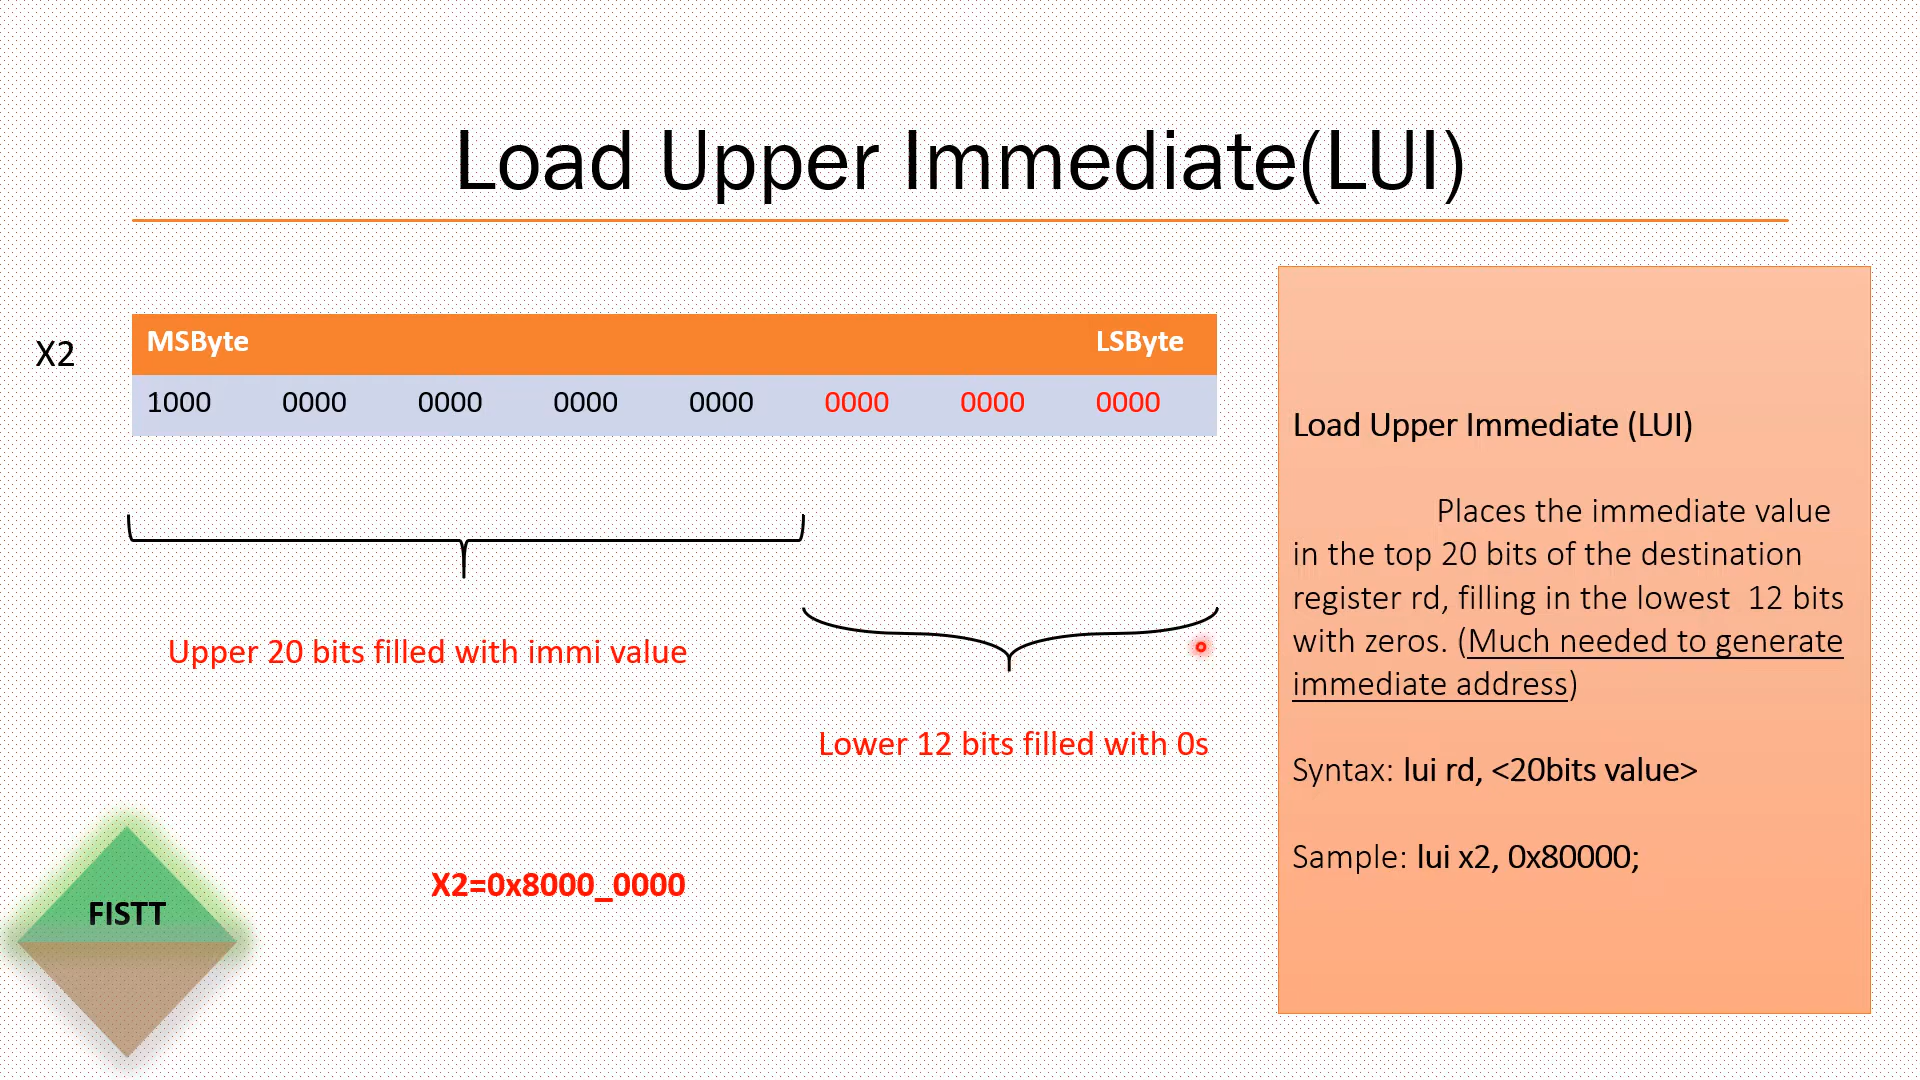 Load Upper Immediate(LUI)
X2
MSByte LSByte
1000 0000 0000 0000 0000 0000 0000 0000
Upper 20 bits filled with immi value
Lower 12 bits filled with 0s
X2=0x8000_0000
FISTT
Load Upper Immediate (LUI)
Places the immediate value
in the top 20 bits of the destination
register rd, filling in the lowest 12 bits
with zeros. (Much needed to generate
immediate address)
Syntax: lui rd, <20bits value>
Sample: lui x2, 0x80000;